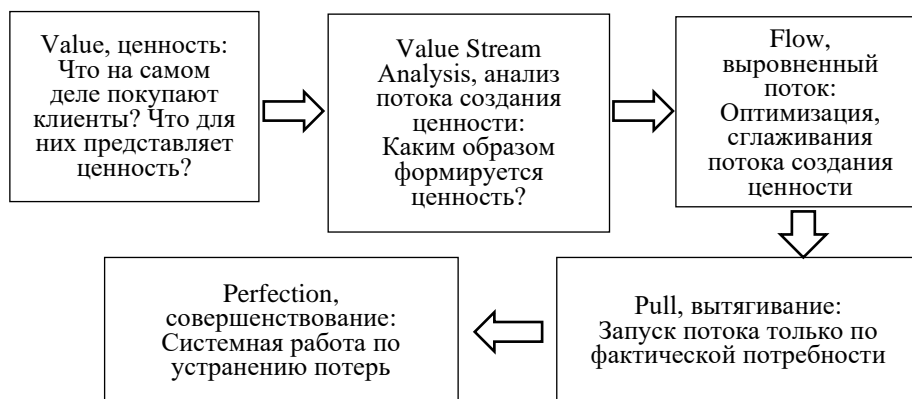 Value, ценность:
Что на самом
деле покупают
клиенты? Что для
них представляет
ценность?
Value Stream
Analysis, анализ
потока создания
ценности:
Каким образом
формируется
ценность?
Flow,
выровненный
поток:
Оптимизация,
сглаживания
потока создания
ценности
Pull, вытягивание:
Запуск потока только по
фактической потребности
Perfection,
совершенствование:
Системная работа по
устранению потерь